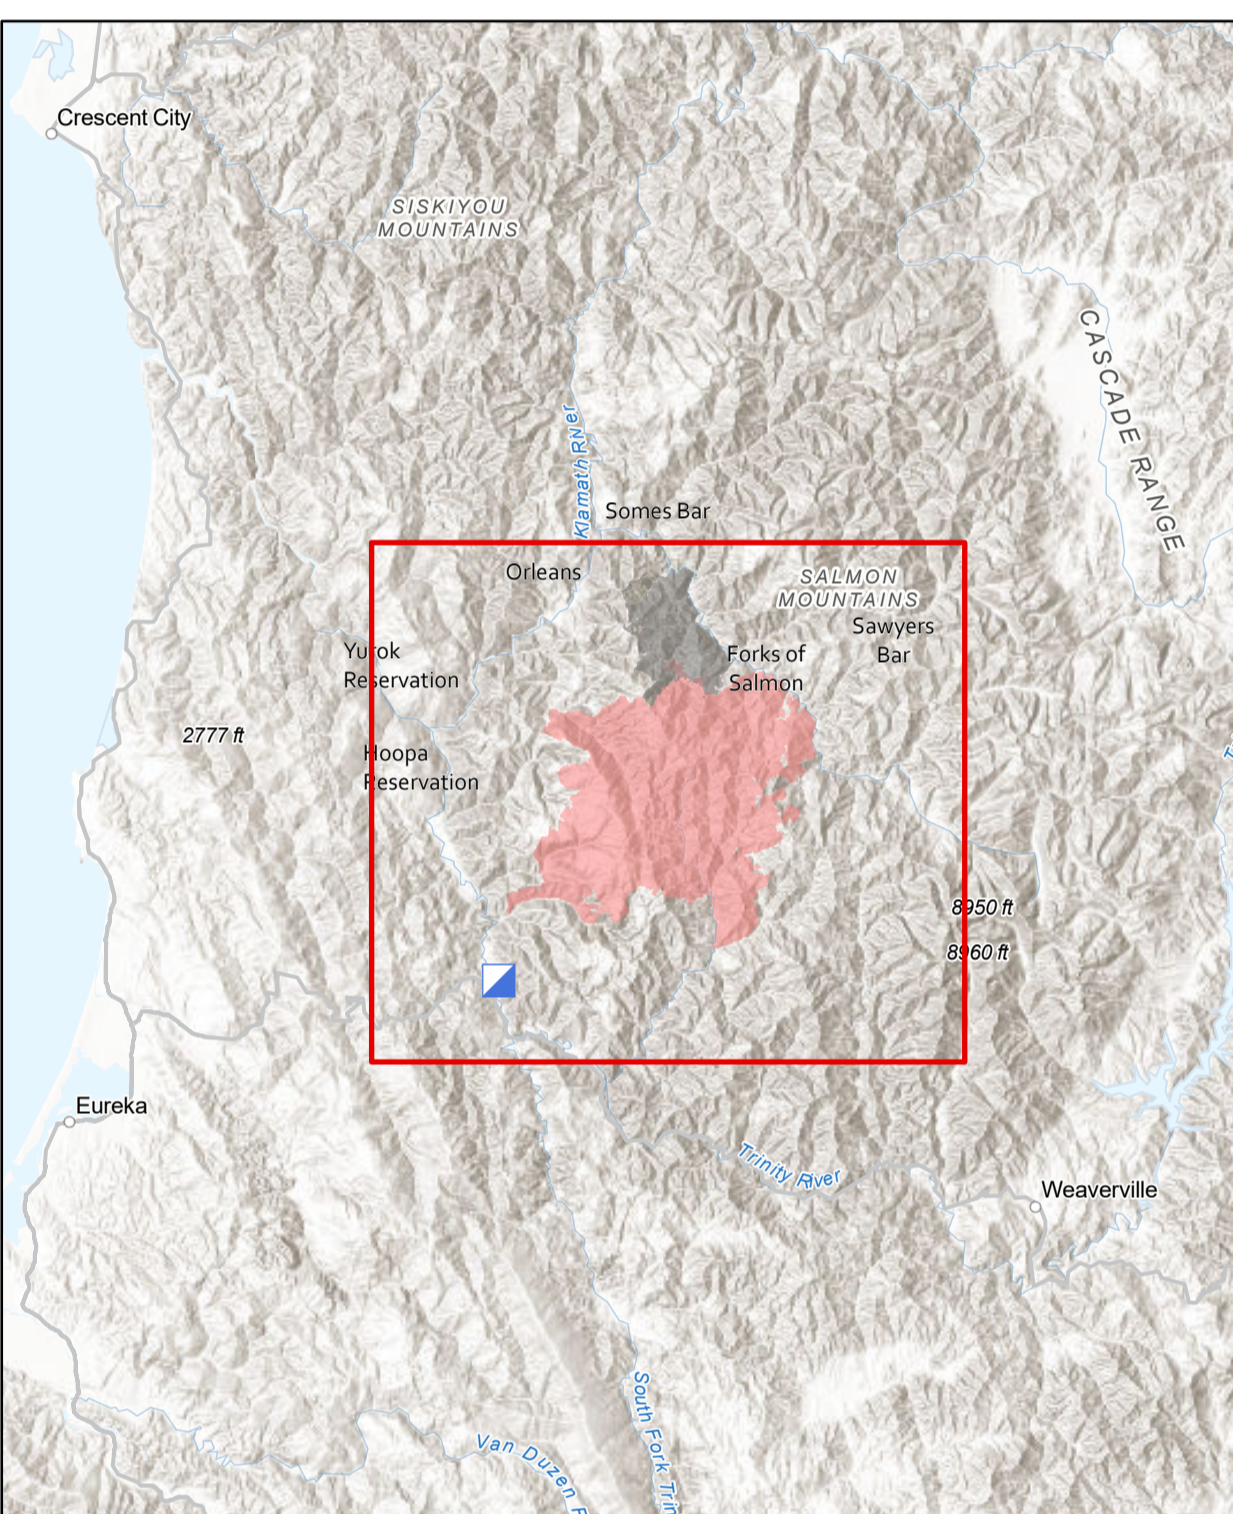 Crescent City
SISKIYOU
MOUNTAINS
CASCADE RANGE
Klamath River
Somes Bar
Orleans
SALMON
MOUNTAINS
Sawyers
Bar
Yurok
Reservation
Forks of
Salmon
2777 ft
Hoopa
Reservation
8950 ft
8960 ft
Eureka
Trinity River
Weaverville
South Fork Trin
Van Duzen R